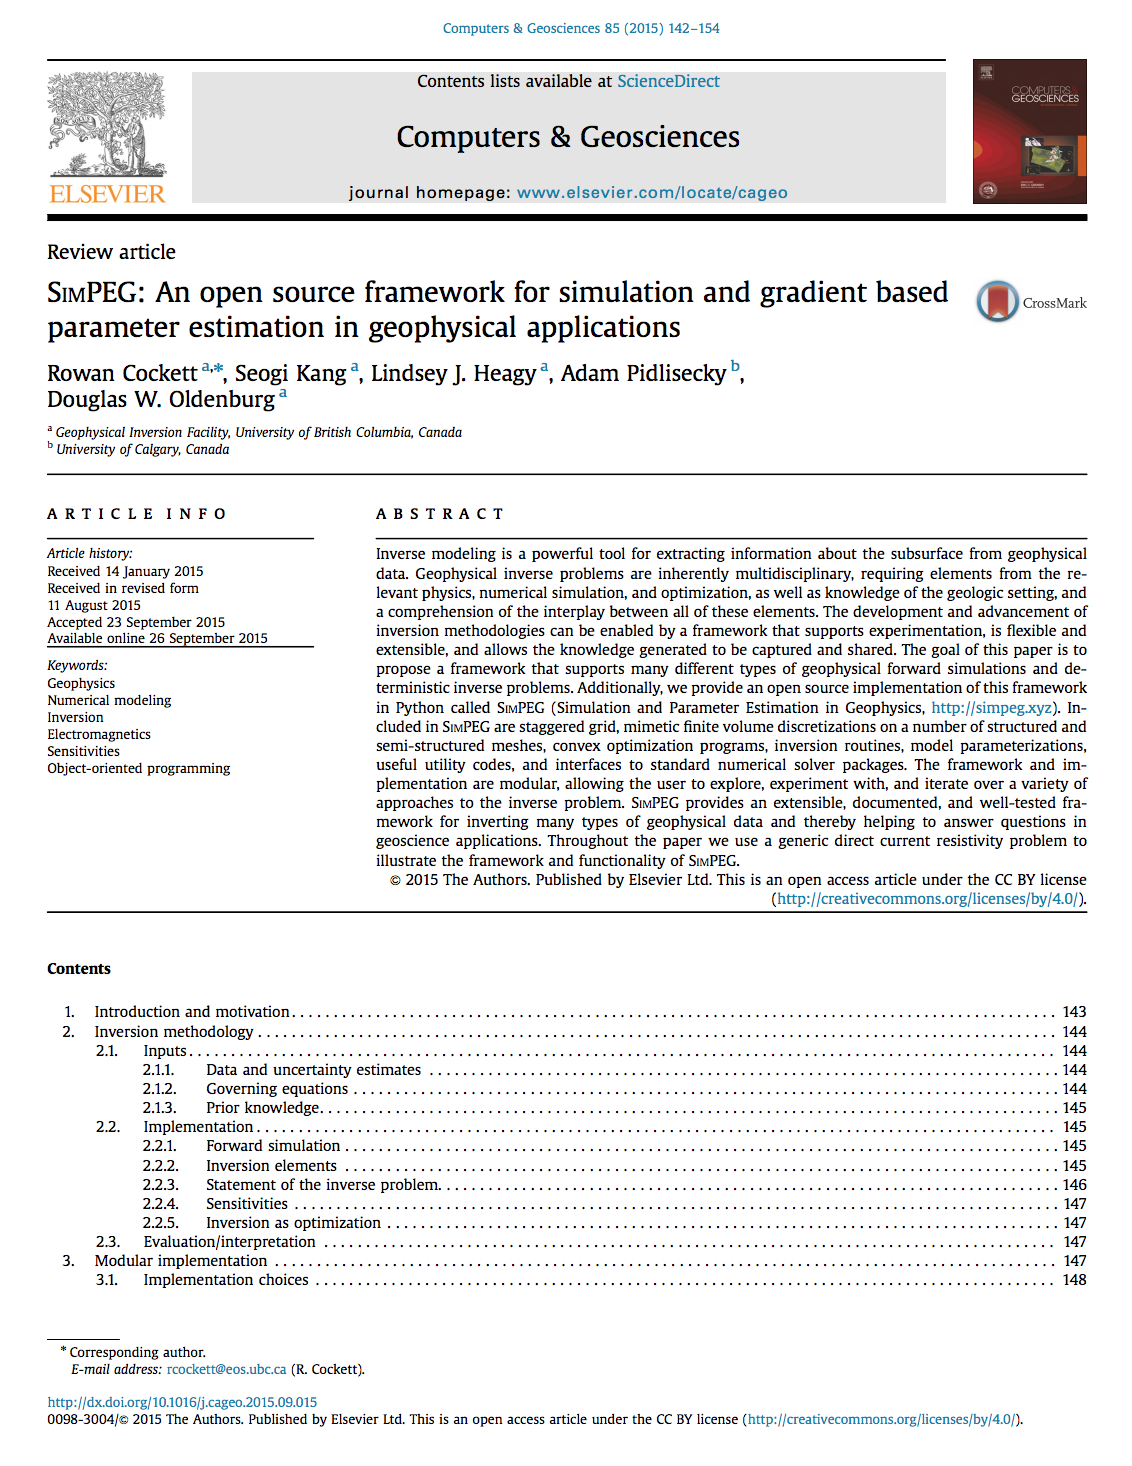 Computers & Geosciences 85 (2015) 142–154
Contents lists available at ScienceDirect
Computers & Geosciences
journal homepage: www.elsevier.com/locate/cageo
ELSEVIER
COMPUTERS
GEOSCIENCES
Review article
SimPEG: An open source framework for simulation and gradient based
parameter estimation in geophysical applications
CrossMark
Rowan Cockett a,*, Seogi Kang a, Lindsey J. Heagy a, Adam Pidlisecky b,
Douglas W. Oldenburg a
a Geophysical Inversion Facility, University of British Columbia, Canada
b University of Calgary, Canada
ARTICLE INFO
Article history:
Received 14 January 2015
Received in revised form
11 August 2015
Accepted 23 September 2015
Available online 26 September 2015
Keywords:
Geophysics
Numerical modeling
Inversion
Electromagnetics
Sensitivities
Object-oriented programming
ABSTRACT
Inverse modeling is a powerful tool for extracting information about the subsurface from geophysical
data. Geophysical inverse problems are inherently multidisciplinary, requiring elements from the re-
levant physics, numerical simulation, and optimization, as well as knowledge of the geologic setting, and
a comprehension of the interplay between all of these elements. The development and advancement of
inversion methodologies can be enabled by a framework that supports experimentation, is flexible and
extensible, and allows the knowledge generated to be captured and shared. The goal of this paper is to
propose a framework that supports many different types of geophysical forward simulations and de-
terministic inverse problems. Additionally, we provide an open source implementation of this framework
in Python called SimPEG (Simulation and Parameter Estimation in Geophysics, http://simpeg.xyz). In-
cluded in SimPEG are staggered grid, mimetic finite volume discretizations on a number of structured and
semi-structured meshes, convex optimization programs, inversion routines, model parameterizations,
useful utility codes, and interfaces to standard numerical solver packages. The framework and im-
plementation are modular, allowing the user to explore, experiment with, and iterate over a variety of
approaches to the inverse problem. SimPEG provides an extensible, documented, and well-tested fra-
mework for inverting many types of geophysical data and thereby helping to answer questions in
geoscience applications. Throughout the paper we use a generic direct current resistivity problem to
illustrate the framework and functionality of SimPEG.
© 2015 The Authors. Published by Elsevier Ltd. This is an open access article under the CC BY license
(http://creativecommons.org/licenses/by/4.0/).
Contents
1. Introduction and motivation 143
2. Inversion methodology 144
2.1. Inputs 144
2.1.1. Data and uncertainty estimates 144
2.1.2. Governing equations 144
2.1.3. Prior knowledge 145
2.2. Implementation 145
2.2.1. Forward simulation 145
2.2.2. Inversion elements 145
2.2.3. Statement of the inverse problem 146
2.2.4. Sensitivities 147
2.2.5. Inversion as optimization 147
2.3. Evaluation/interpretation 147
3. Modular implementation 147
3.1. Implementation choices 148
* Corresponding author.
E-mail address: rcockett@eos.ubc.ca (R. Cockett).
http://dx.doi.org/10.1016/j.cageo.2015.09.015
0098-3004/© 2015 The Authors. Published by Elsevier Ltd. This is an open access article under the CC BY license (http://creativecommons.org/licenses/by/4.0/).